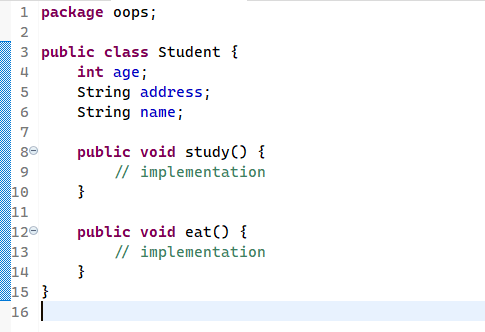 1 package oops;
2
3 public class Student {
4     int age;
5     String address;
6     String name;
7
8     public void study() {
9         // implementation
10     }
11
12     public void eat() {
13         // implementation
14     }
15 }
16